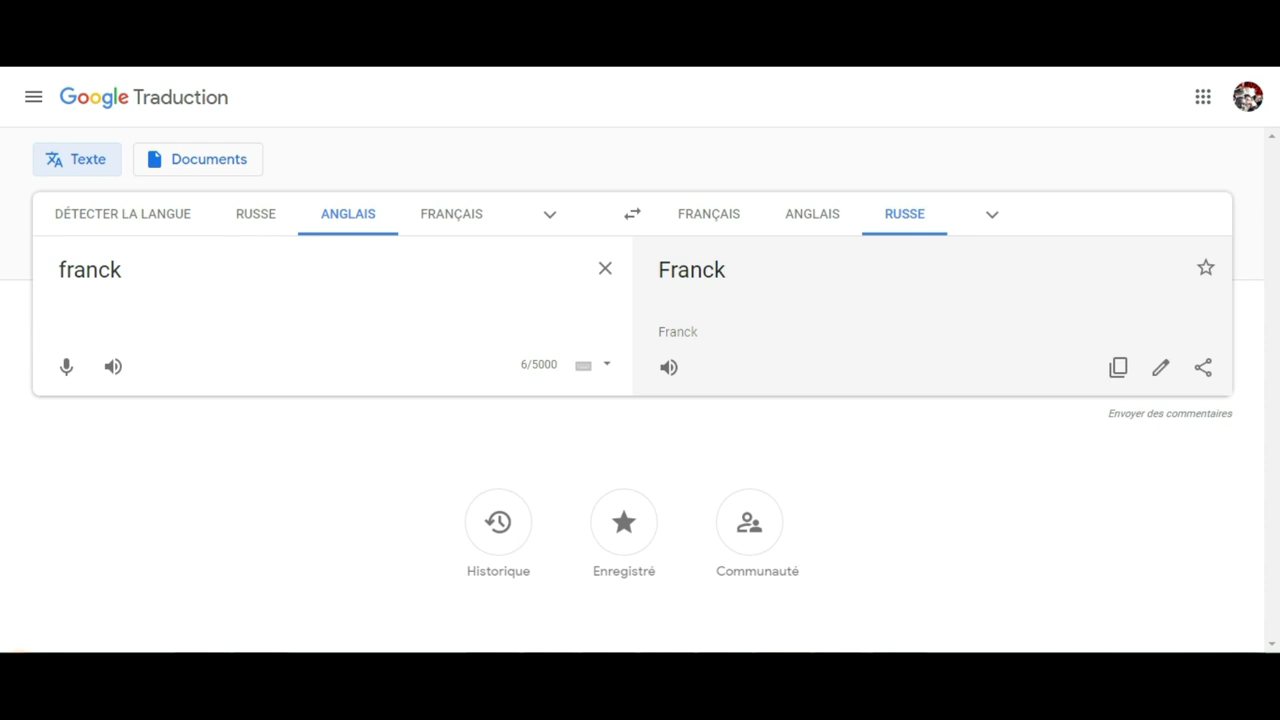 Google Traduction
Texte
Documents
DÉTECTER LA LANGUE RUSSE ANGLAIS FRANÇAIS
FRANÇAIS ANGLAIS RUSSE
franck
Franck
Franck
6/5000
Envoyer des commentaires
Historique
Enregistré
Communauté